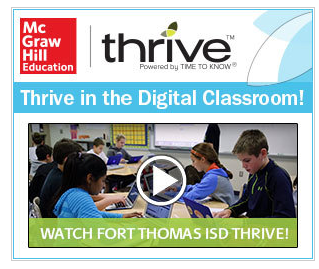 Mc
Graw
Hill
Education
thrive™
Powered by TIME TO KNOW®
Thrive in the Digital Classroom!
WATCH FORT THOMAS ISD THRIVE!